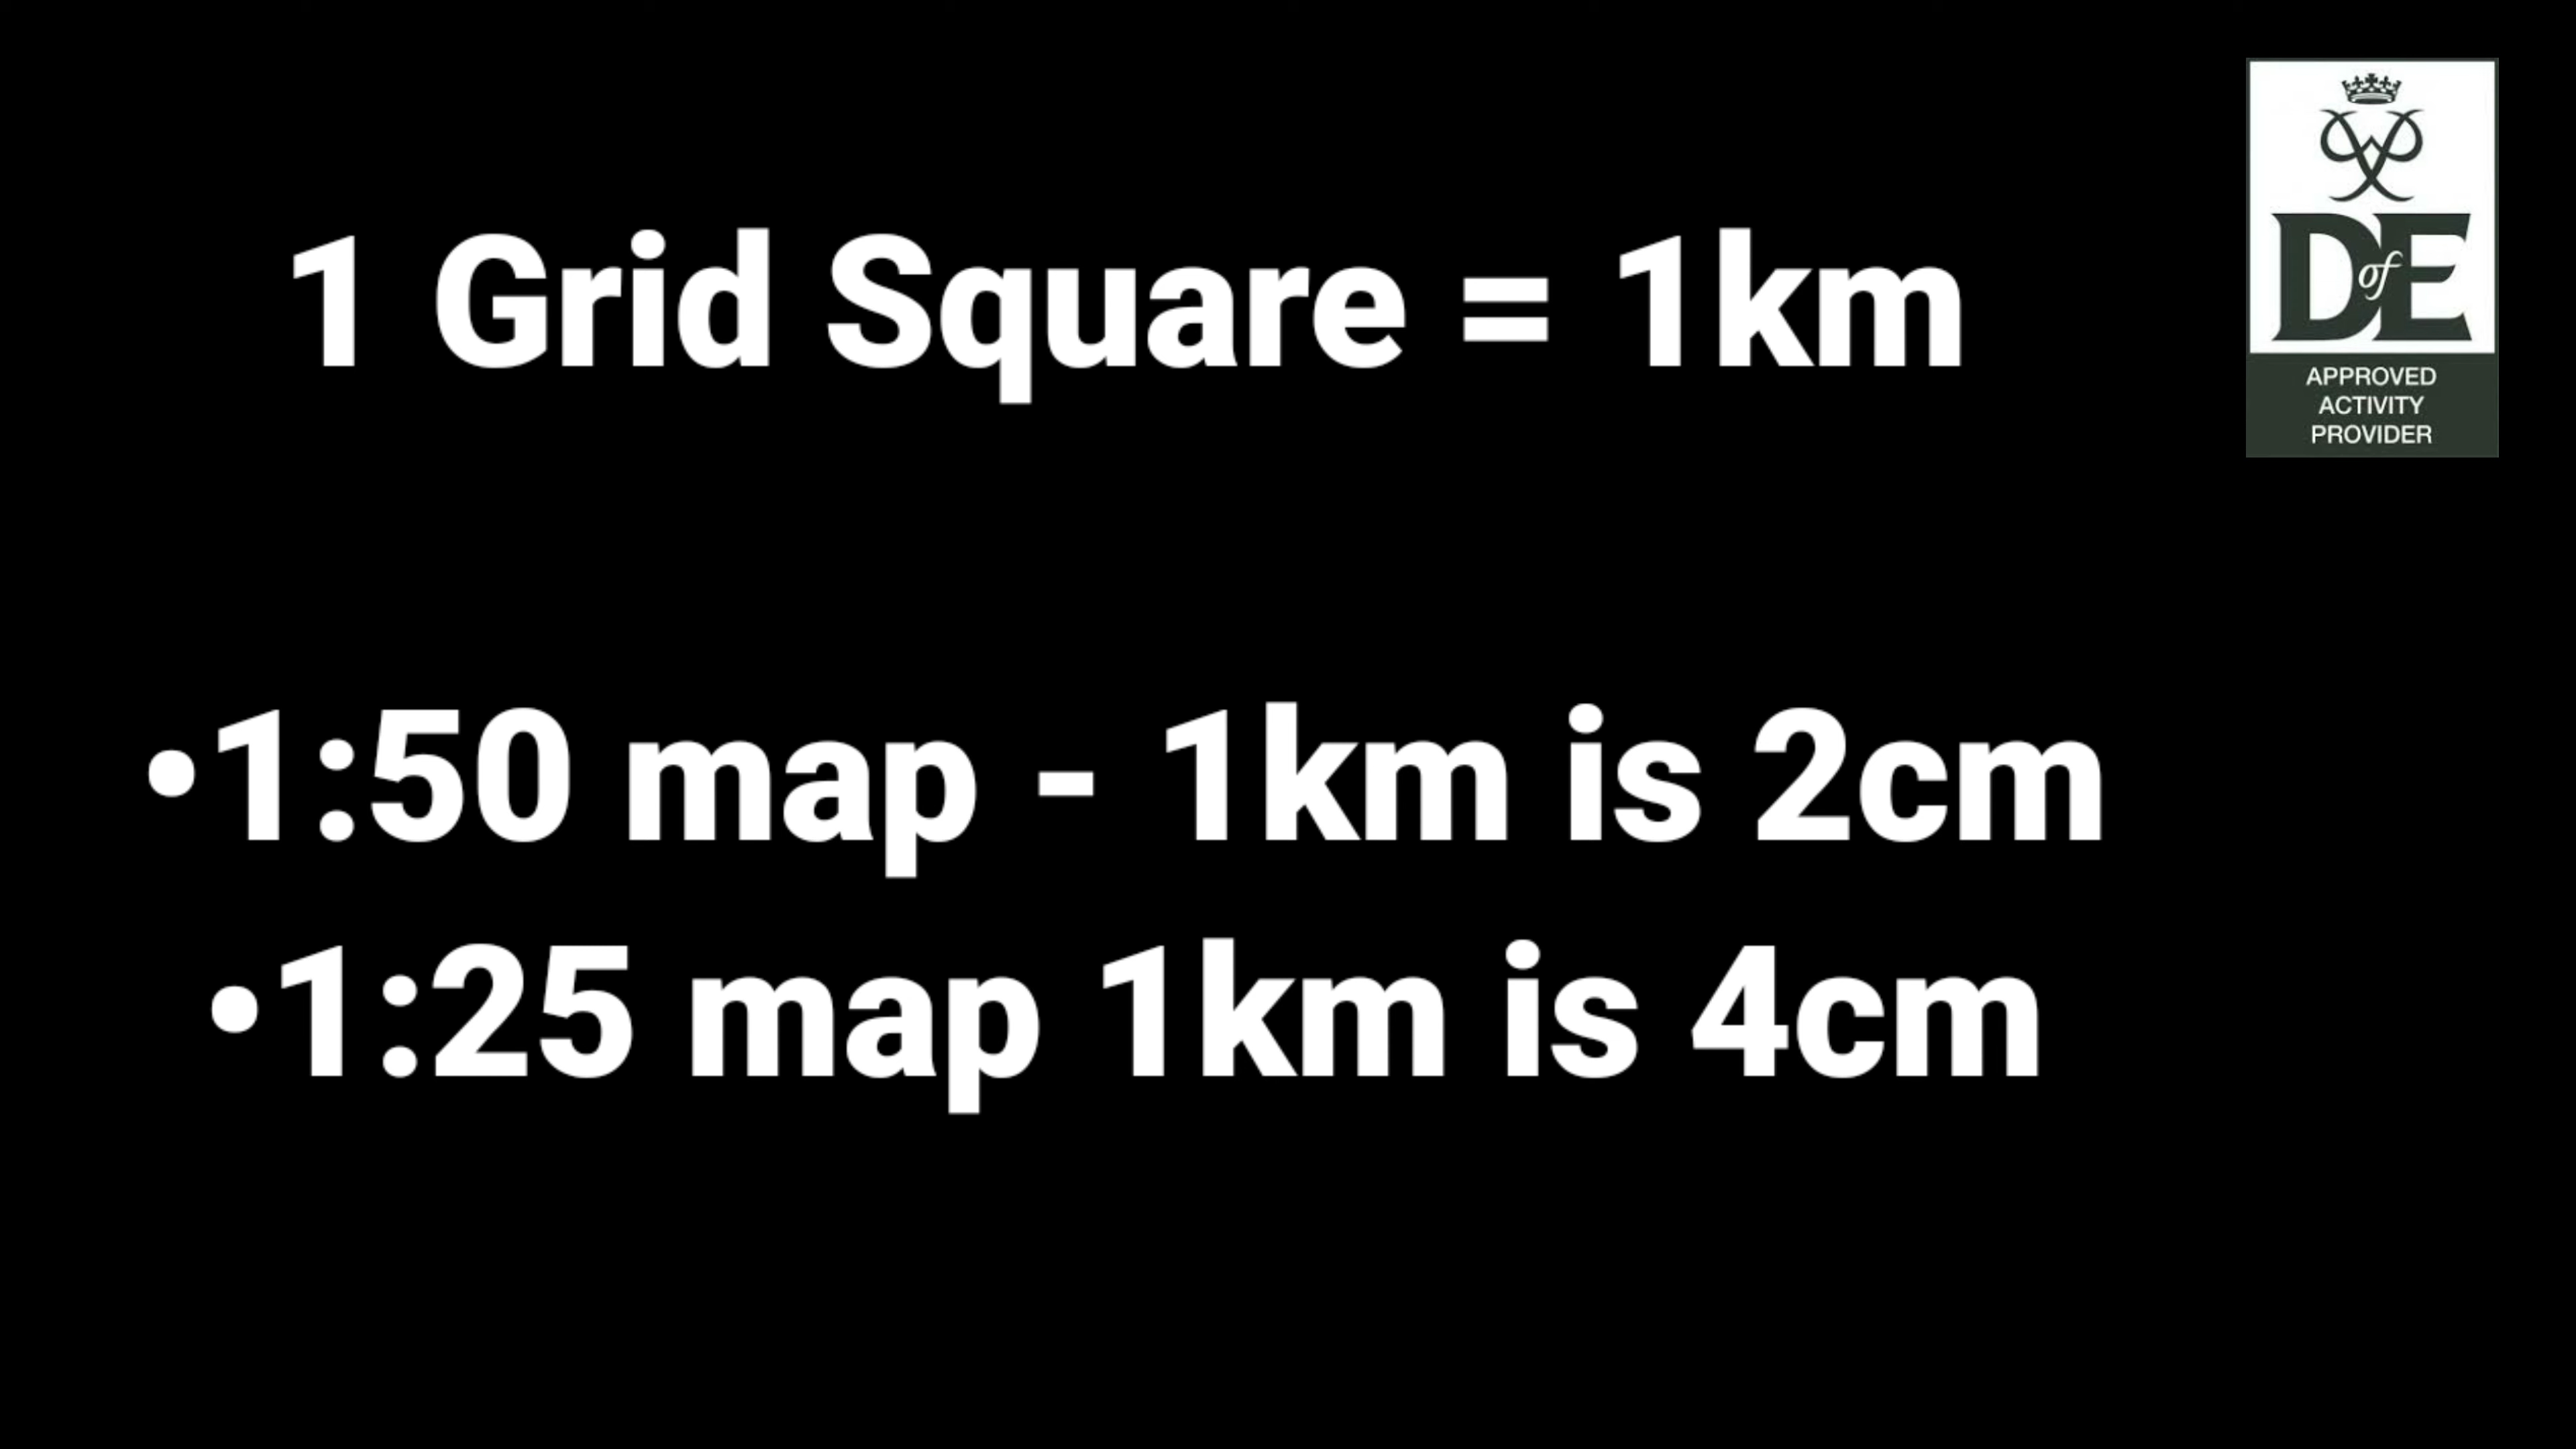 1 Grid Square = 1km
•1:50 map - 1km is 2cm
•1:25 map 1km is 4cm
DofE
APPROVED
ACTIVITY
PROVIDER